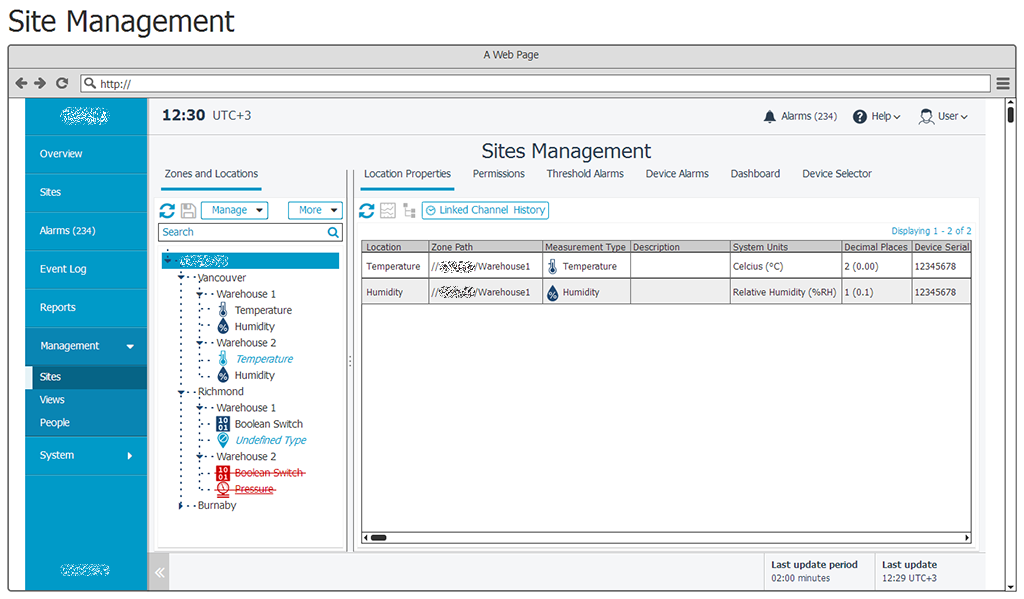 Site Management
A Web Page
http://
12:30 UTC+3
Alarms (234)
Help
User
Overview
Sites
Alarms (234)
Event Log
Reports
Management
Sites
Views
People
System
Sites Management
Zones and Locations
Manage
More
Search
Vancouver
Warehouse 1
Temperature
Humidity
Warehouse 2
Temperature
Humidity
Richmond
Warehouse 1
Boolean Switch
Undefined Type
Warehouse 2
Boolean Switch
Pressure
Burnaby
Location Properties Permissions Threshold Alarms Device Alarms Dashboard Device Selector
Linked Channel History
Displaying 1 - 2 of 2
Location Zone Path Measurement Type Description System Units Decimal Places Device Serial
Temperature // /Warehouse1 Temperature Celcius (°C) 2 (0.00) 12345678
Humidity // /Warehouse1 Humidity Relative Humidity (%RH) 1 (0.1) 12345678
Last update period
02:00 minutes
Last update
12:29 UTC+3